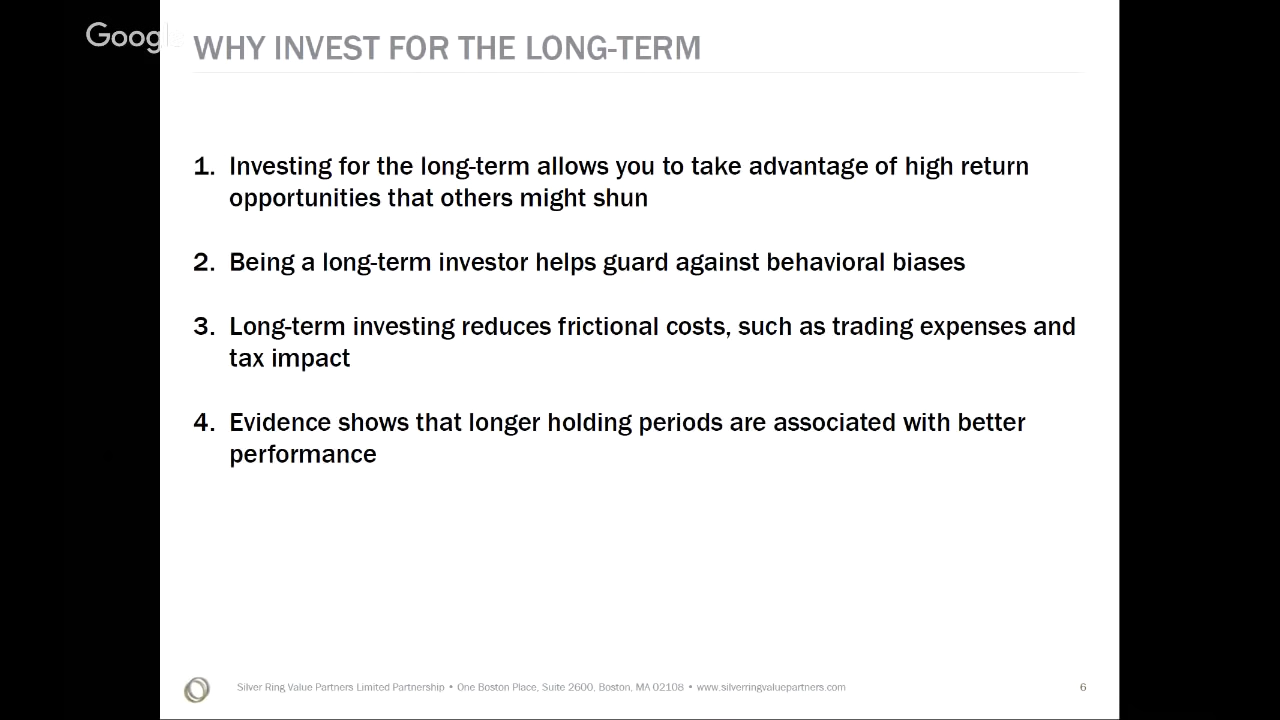 Googl
WHY INVEST FOR THE LONG-TERM
1. Investing for the long-term allows you to take advantage of high return
opportunities that others might shun
2. Being a long-term investor helps guard against behavioral biases
3. Long-term investing reduces frictional costs, such as trading expenses and
tax impact
4. Evidence shows that longer holding periods are associated with better
performance
Silver Ring Value Partners Limited Partnership • One Boston Place, Suite 2600, Boston, MA 02108 • www.silverringvaluepartners.com
6